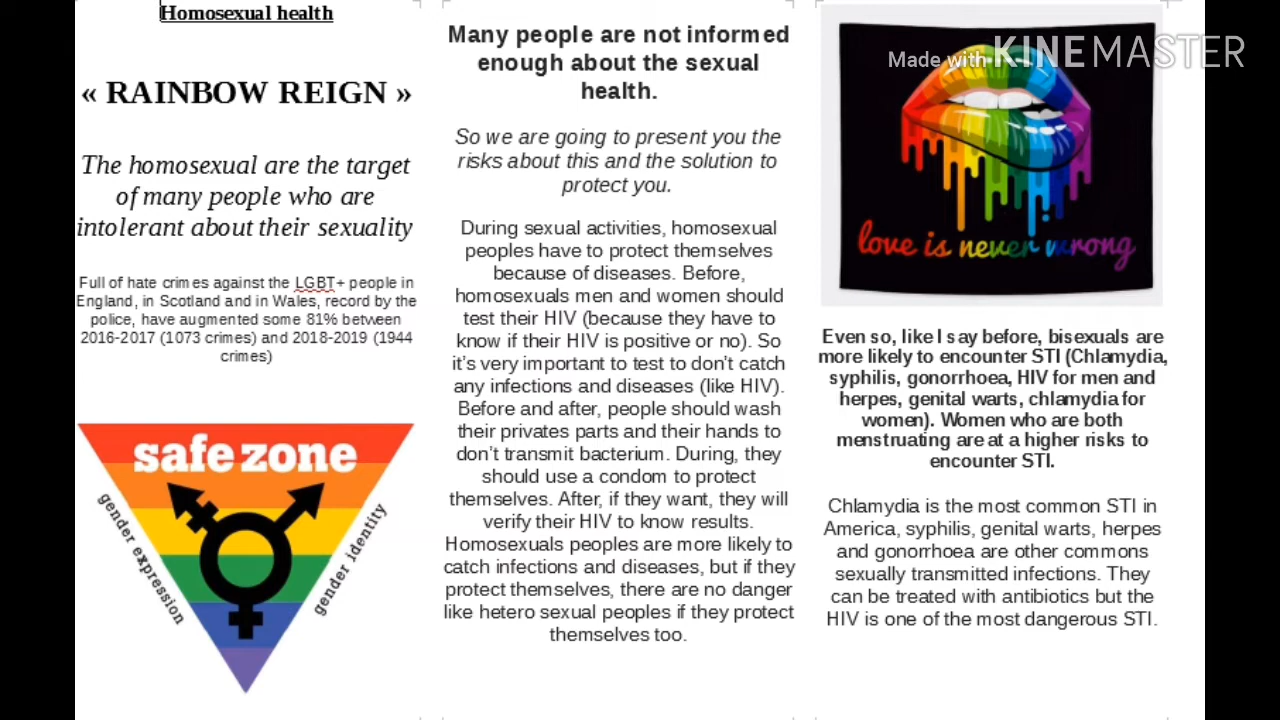 Homosexual health
« RAINBOW REIGN »
The homosexual are the target
of many people who are
intolerant about their sexuality
Full of hate crimes against the LGBT+ people in
England, in Scotland and in Wales, record by the
police, have augmented some 81% between
2016-2017 (1073 crimes) and 2018-2019 (1944
crimes)
safe zone
gender expression
gender identity
Many people are not informed
enough about the sexual
health.
So we are going to present you the
risks about this and the solution to
protect you.
During sexual activities, homosexual
peoples have to protect themselves
because of diseases. Before,
homosexuals men and women should
test their HIV (because they have to
know if their HIV is positive or no). So
it's very important to test to don't catch
any infections and diseases (like HIV).
Before and after, people should wash
their privates parts and their hands to
don't transmit bacterium. During, they
should use a condom to protect
themselves. After, if they want, they will
verify their HIV to know results.
Homosexuals peoples are more likely to
catch infections and diseases, but if they
protect themselves, there are no danger
like hetero sexual peoples if they protect
themselves too.
Made with KINEMASTER
love is never wrong
Even so, like I say before, bisexuals are
more likely to encounter STI (Chlamydia,
syphilis, gonorrhoea, HIV for men and
herpes, genital warts, chlamydia for
women). Women who are both
menstruating are at a higher risks to
encounter STI.
Chlamydia is the most common STI in
America, syphilis, genital warts, herpes
and gonorrhoea are other commons
sexually transmitted infections. They
can be treated with antibiotics but the
HIV is one of the most dangerous STI.